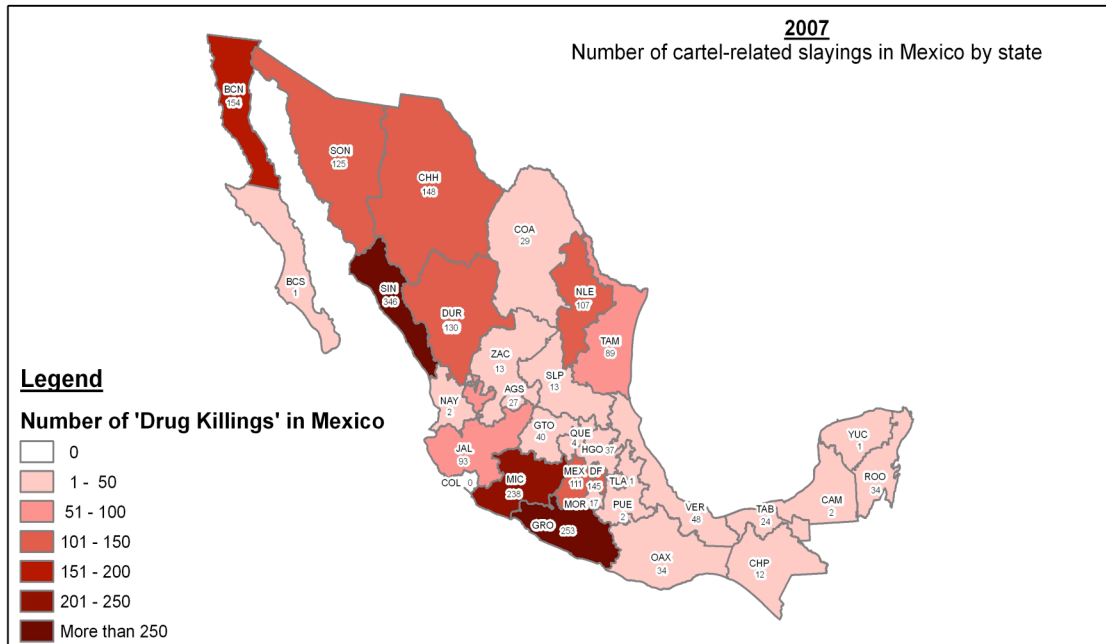 2007
Number of cartel-related slayings in Mexico by state
BCN
154
SON
125
CHH
148
COA
29
BCS
1
SIN
346
DUR
130
NLE
107
TAM
89
ZAC
13
SLP
13
NAY
2
AGS
27
GTO
40
QUE
4
HGO 37
JAL
93
COL 0
MIC
238
MEX
111
DF
145
TLA 1
MOR 17
PUE
2
GRO 253
VER
48
OAX
34
TAB
24
CHP
12
CAM
2
YUC
1
ROO
34
Legend
Number of 'Drug Killings' in Mexico
0
1 - 50
51 - 100
101 - 150
151 - 200
201 - 250
More than 250